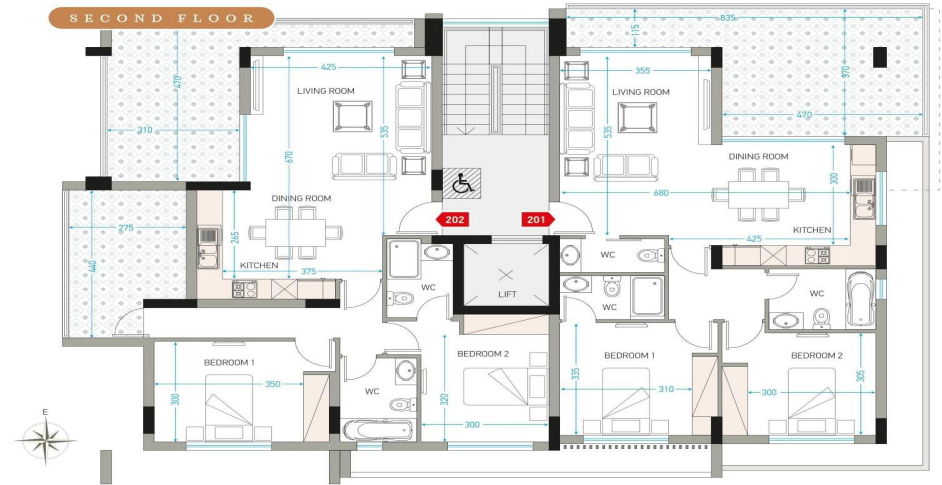 SECOND FLOOR
835
115
470
425
355
970
LIVING ROOM
LIVING ROOM
310
535
535
470
670
DINING ROOM
300
680
DINING ROOM
202
201
275
265
KITCHEN
425
KITCHEN
440
375
WC
LIFT
WC
WC
WC
BEDROOM 1
BEDROOM 2
BEDROOM 1
BEDROOM 2
350
300
WC
320
300
335
310
300
305
E